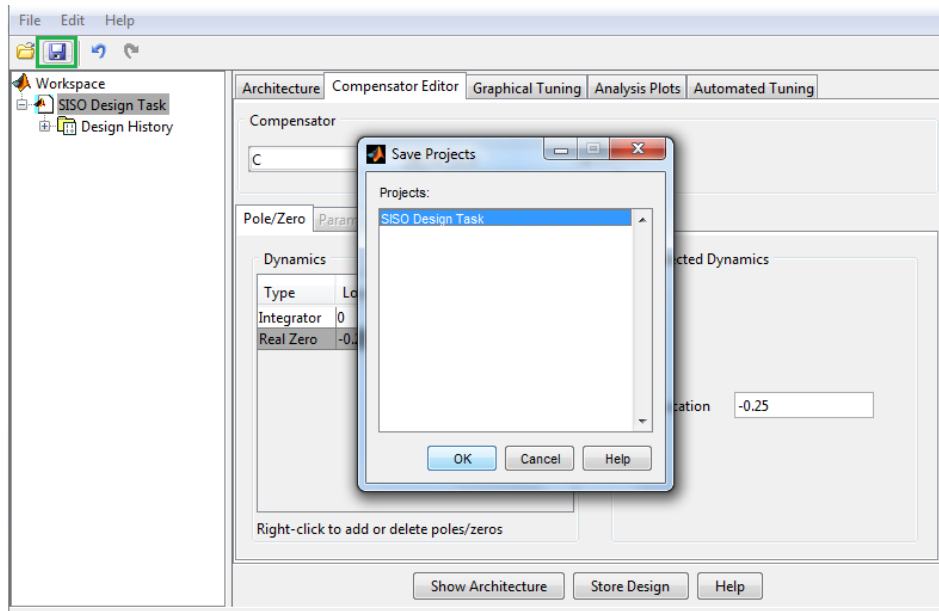 File Edit Help
Workspace
SISO Design Task
Design History
Architecture Compensator Editor Graphical Tuning Analysis Plots Automated Tuning
Compensator
C
Save Projects
Projects:
SISO Design Task
OK Cancel Help
Pole/Zero
Dynamics
Type
Integrator 0
Real Zero
Dynamics
-0.25
Right-click to add or delete poles/zeros
Show Architecture Store Design Help